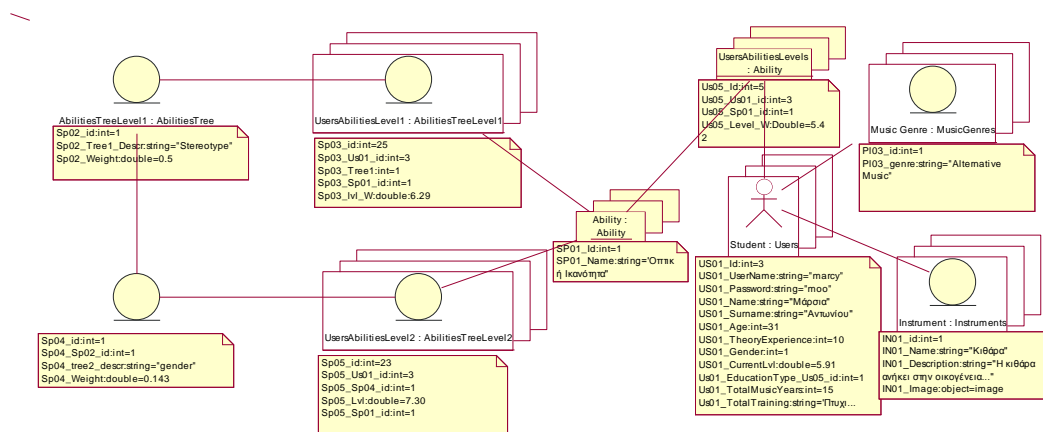 AbilitiesTreeLevel1 : AbilitiesTree
Sp02_id:int=1
Sp02_Tree1_Descr:string="Stereotype"
Sp02_Weight:double=0.5
UsersAbilitiesLevel1 : AbilitiesTreeLevel1
Sp03_id:int=25
Sp03_Us01_id:int=3
Sp03_Tree1:int=1
Sp03_Sp01_id:int=1
Sp03_lvl_W:double:6.29
UsersAbilitiesLevels
: Ability
Us05_Id:int=5
Us05_Us01_id:int=3
Us05_Sp01_id:int=1
Us05_Level_W:Double=5.4
2
Music Genre : MusicGenres
PI03_id:int=1
PI03_genre:string="Alternative
Music"
Ability :
Ability
SP01_Id:int=1
SP01_Name:string="Οπτικ
ή Ικανότητα"
Student : Users
US01_Id:int=3
US01_UserName:string="marcy"
US01_Password:string="moo"
US01_Name:string="Μάρσια"
US01_Surname:string="Αντωνίου"
US01_Age:int=31
US01_TheoryExperience:int=10
US01_Gender:int=1
US01_CurrentLvl:double=5.91
Us01_EducationType_Us05_id:int=1
Us01_TotalMusicYears:int=15
Us01_TotalTraining:string="Πτυχι...
Instrument : Instruments
IN01_id:int=1
IN01_Name:string="Κιθάρα"
IN01_Description:string="Η κιθάρα
ανήκει στην οικογένεια..."
IN01_Image:object=image
Sp04_id:int=1
Sp04_Sp02_id:int=1
Sp04_tree2_descr:string="gender"
Sp04_Weight:double=0.143
UsersAbilitiesLevel2 : AbilitiesTreeLevel2
Sp05_id:int=23
Sp05_Us01_id:int=3
Sp05_Sp04_id:int=1
Sp05_Lvl:double=7.30
Sp05_Sp01_id:int=1